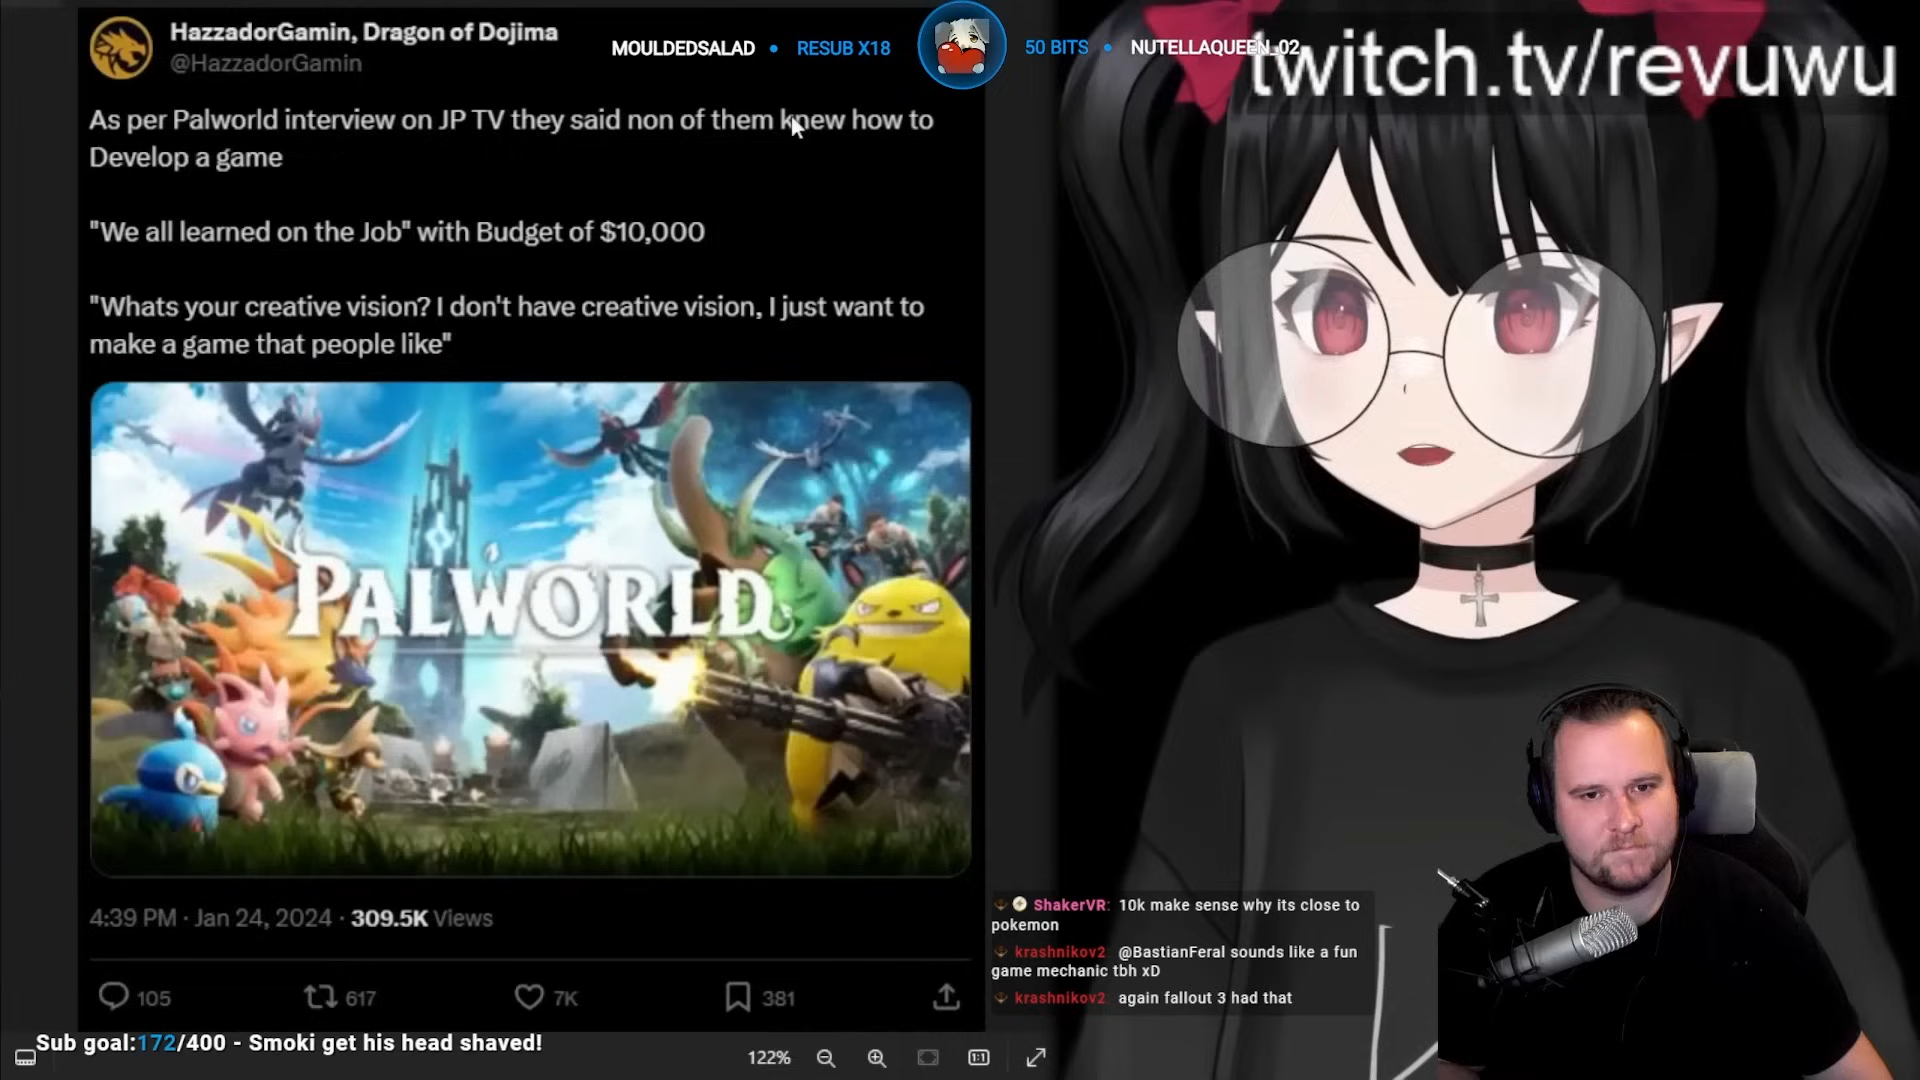 HazzadorGamin, Dragon of Dojima
@HazzadorGamin
MOULDEDSALAD • RESUB X18
50 BITS • NUTELLAQUEEN_02
twitch.tv/revuwu
As per Palworld interview on JP TV they said non of them knew how to
Develop a game
"We all learned on the Job" with Budget of $10,000
"Whats your creative vision? I don't have creative vision, I just want to
make a game that people like"
PALWORLD
4:39 PM · Jan 24, 2024 · 309.5K Views
105
617
7K
381
ShakerVR: 10k make sense why its close to
pokemon
krashnikov2: @BastianFeral sounds like a fun
game mechanic tbh xD
krashnikov2: again fallout 3 had that
Sub goal:172/400 - Smoki get his head shaved!
122%
1:1